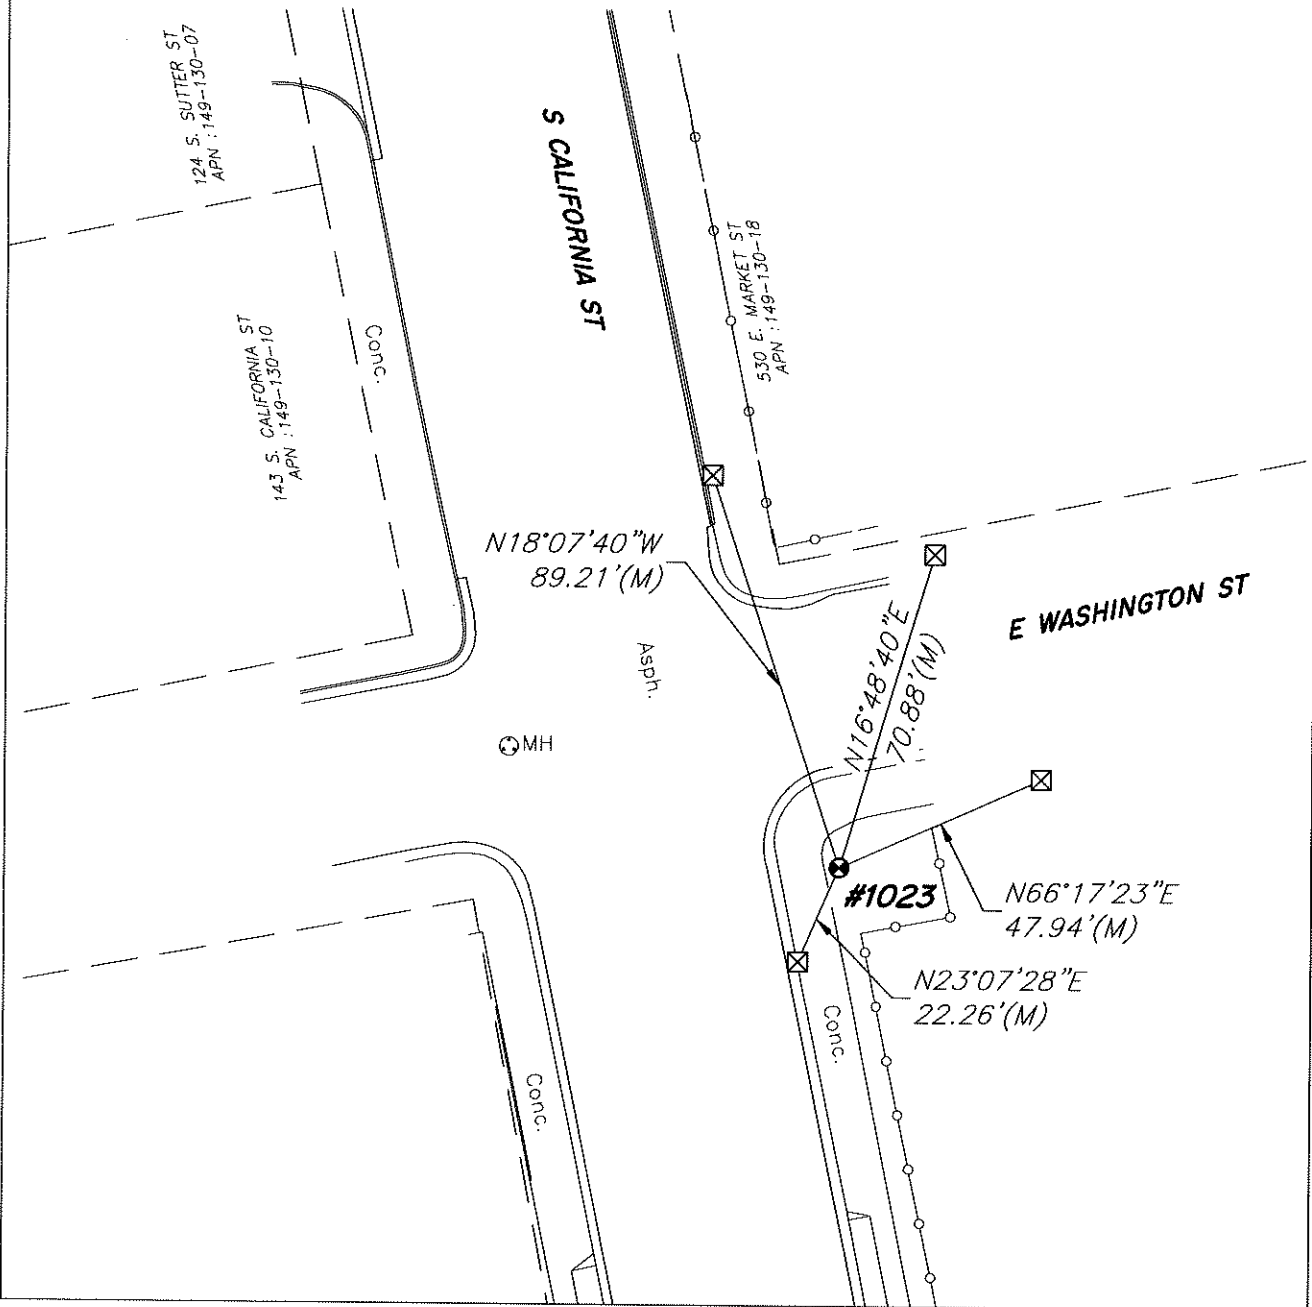 124 S. SUTTER ST
APN : 149-130-07
S CALIFORNIA ST
530 E. MARKET ST
APN : 149-130-18
143 S. CALIFORNIA ST
APN : 149-130-10
Conc.
N18°07'40"W
89.21'(M)
E WASHINGTON ST
N16°48'40"E
70.88'(M)
Asph.
MH
#1023
N66°17'23"E
47.94'(M)
N23°07'28"E
22.26'(M)
Conc.
Conc.